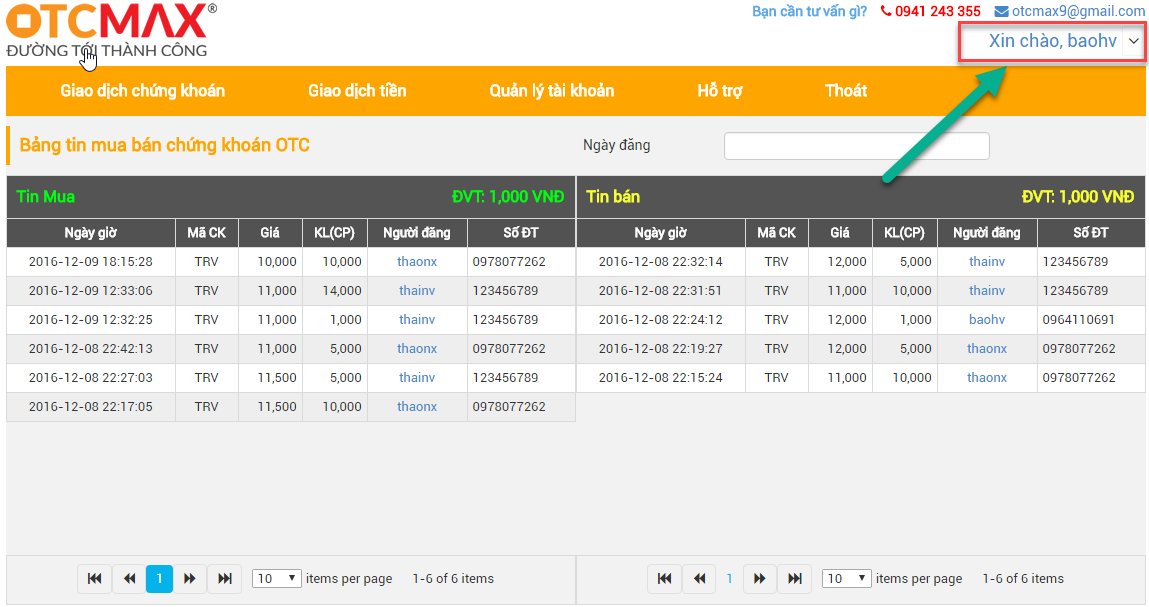 OTCMAX®
ĐƯỜNG TỚI THÀNH CÔNG
Bạn cần tư vấn gì? 0941 243 355 otcmax9@gmail.com
Xin chào, baohv
Giao dịch chứng khoán Giao dịch tiền Quản lý tài khoản Hỗ trợ Thoát
Bảng tin mua bán chứng khoán OTC Ngày đăng
Tin Mua ĐVT: 1,000 VNĐ
Ngày giờ Mã CK Giá KL(CP) Người đăng Số ĐT
2016-12-09 18:15:28 TRV 10,000 10,000 thaonx 0978077262
2016-12-09 12:33:06 TRV 11,000 14,000 thainv 123456789
2016-12-09 12:32:25 TRV 11,000 1,000 thainv 123456789
2016-12-08 22:42:13 TRV 11,000 5,000 thaonx 0978077262
2016-12-08 22:27:03 TRV 11,500 5,000 thainv 123456789
2016-12-08 22:17:05 TRV 11,500 10,000 thaonx 0978077262
1 10 items per page 1-6 of 6 items
Tin bán ĐVT: 1,000 VNĐ
Ngày giờ Mã CK Giá KL(CP) Người đăng Số ĐT
2016-12-08 22:32:14 TRV 12,000 5,000 thainv 123456789
2016-12-08 22:31:51 TRV 11,000 10,000 thainv 123456789
2016-12-08 22:24:12 TRV 12,000 1,000 baohv 0964110691
2016-12-08 22:19:27 TRV 12,000 5,000 thaonx 0978077262
2016-12-08 22:15:24 TRV 11,000 10,000 thaonx 0978077262
1 10 items per page 1-6 of 6 items